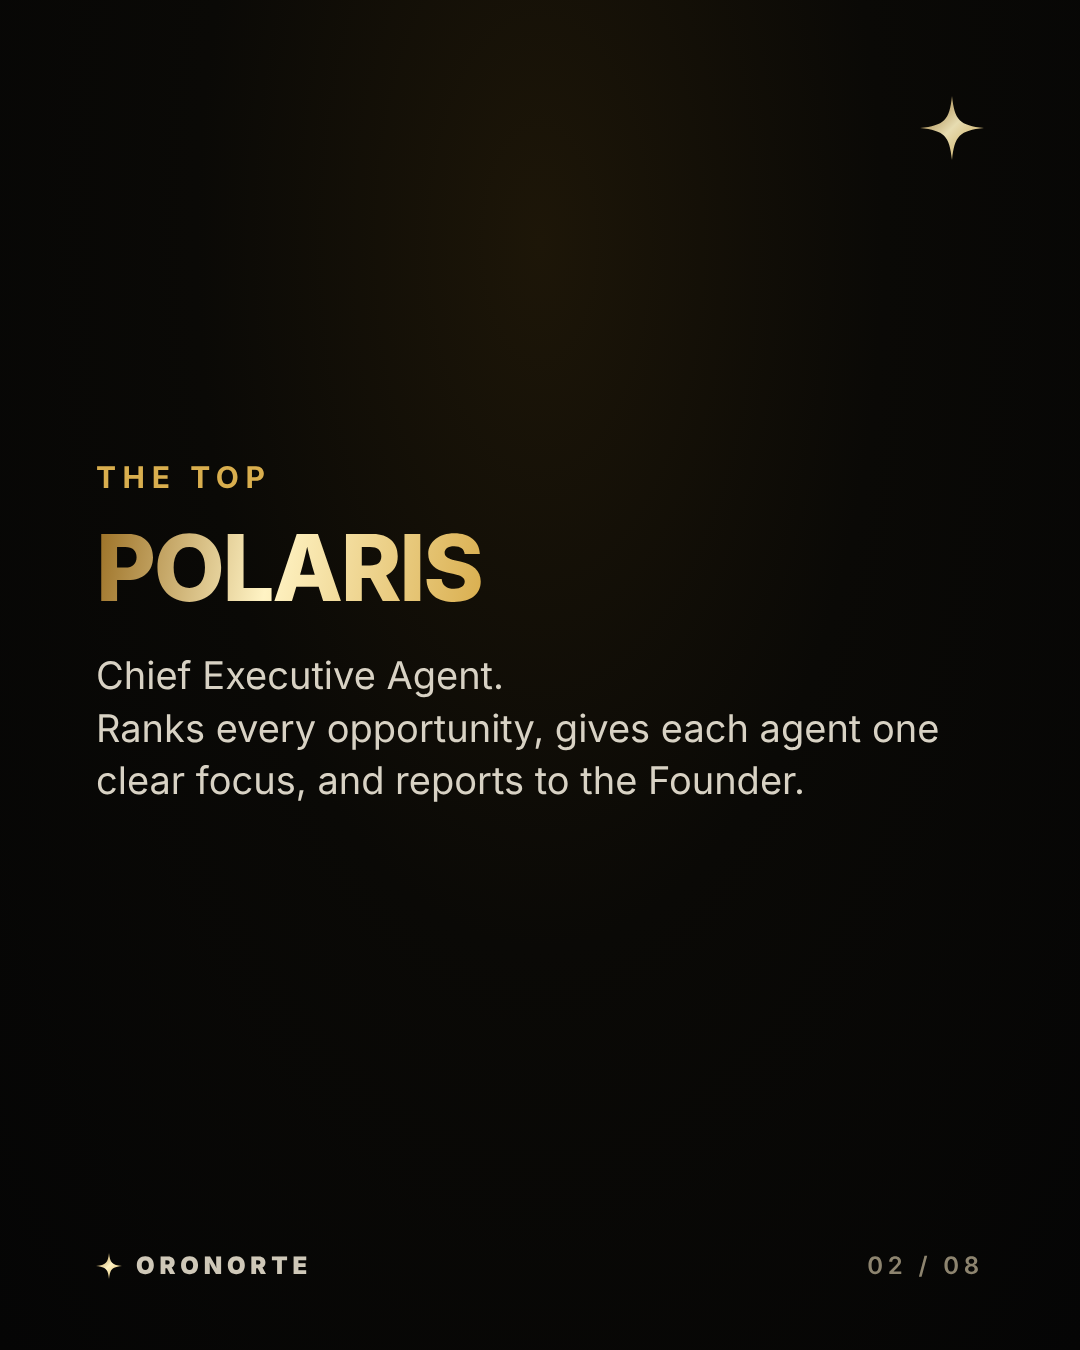 THE TOP
POLARIS
Chief Executive Agent.
Ranks every opportunity, gives each agent one
clear focus, and reports to the Founder.
ORONORTE
02 / 08